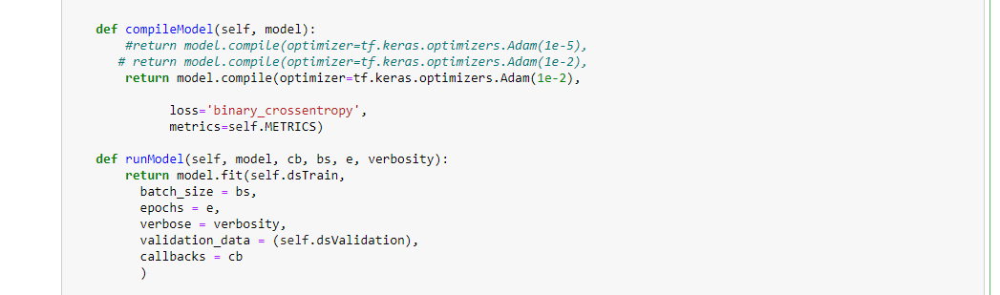 def compileModel(self, model):
#return model.compile(optimizer=tf.keras.optimizers.Adam(1e-5),
# return model.compile(optimizer=tf.keras.optimizers.Adam(1e-2),
return model.compile(optimizer=tf.keras.optimizers.Adam(1e-2),
loss='binary_crossentropy',
metrics=self.METRICS)
def runModel(self, model, cb, bs, e, verbosity):
return model.fit(self.dsTrain,
batch_size = bs,
epochs = e,
verbose = verbosity,
validation_data = (self.dsValidation),
callbacks = cb
)